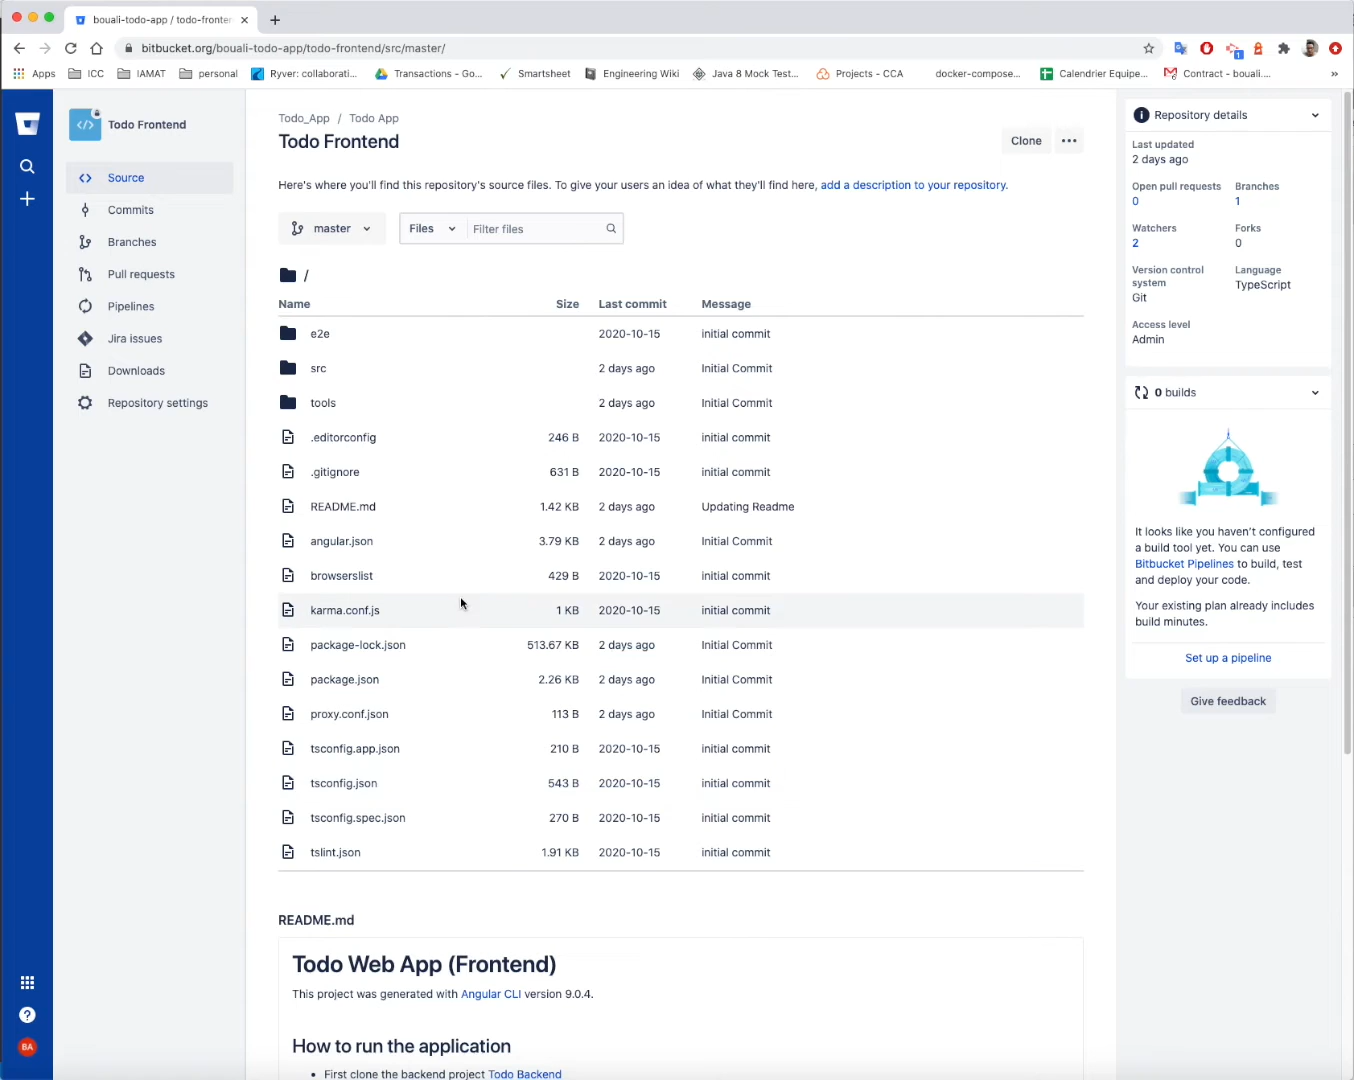 bouali-todo-app / todo-fronten
bitbucket.org/bouali-todo-app/todo-frontend/src/master/
1
Apps
ICC
IAMAT
personal
Ryver: collaborati...
Transactions - Go...
Smartsheet
Engineering Wiki
Java 8 Mock Test...
Projects - CCA
docker-compose...
Calendrier Equipe...
Contract - bouali....
»
Todo Frontend
Source
Commits
Branches
Pull requests
Pipelines
Jira issues
Downloads
Repository settings
BA
Todo_App / Todo App
Todo Frontend
Clone
Here's where you'll find this repository's source files. To give your users an idea of what they'll find here, add a description to your repository.
master
Files
Filter files
/
Name Size Last commit Message
e2e 2020-10-15 initial commit
src 2 days ago Initial Commit
tools 2 days ago Initial Commit
.editorconfig 246 B 2020-10-15 initial commit
.gitignore 631 B 2020-10-15 initial commit
README.md 1.42 KB 2 days ago Updating Readme
angular.json 3.79 KB 2 days ago Initial Commit
browserslist 429 B 2020-10-15 initial commit
karma.conf.js 1 KB 2020-10-15 initial commit
package-lock.json 513.67 KB 2 days ago Initial Commit
package.json 2.26 KB 2 days ago Initial Commit
proxy.conf.json 113 B 2 days ago Initial Commit
tsconfig.app.json 210 B 2020-10-15 initial commit
tsconfig.json 543 B 2020-10-15 initial commit
tsconfig.spec.json 270 B 2020-10-15 initial commit
tslint.json 1.91 KB 2020-10-15 initial commit
README.md
Todo Web App (Frontend)
This project was generated with Angular CLI version 9.0.4.
How to run the application
• First clone the backend project Todo Backend
Repository details
Last updated
2 days ago
Open pull requests Branches
0 1
Watchers Forks
2 0
Version control Language
system TypeScript
Git
Access level
Admin
0 builds
It looks like you haven't configured
a build tool yet. You can use
Bitbucket Pipelines to build, test
and deploy your code.
Your existing plan already includes
build minutes.
Set up a pipeline
Give feedback